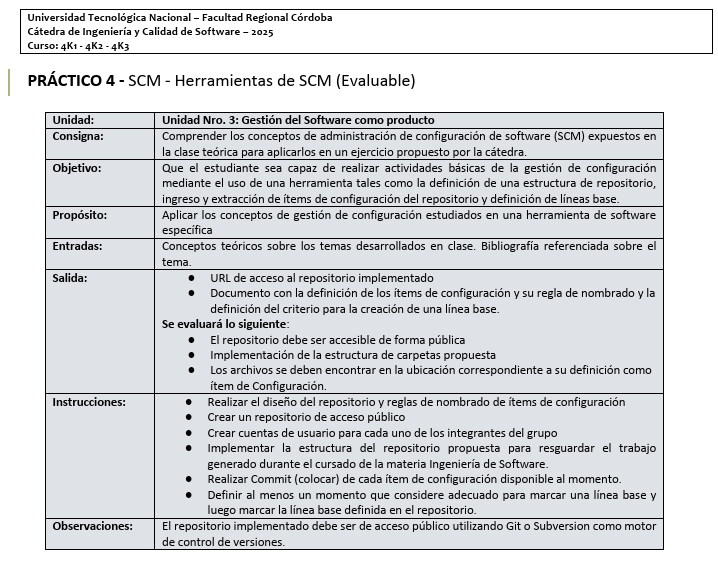 Universidad Tecnológica Nacional – Facultad Regional Córdoba
Cátedra de Ingeniería y Calidad de Software – 2025
Curso: 4K1 - 4K2 - 4K3
PRÁCTICO 4 - SCM - Herramientas de SCM (Evaluable)
Unidad: Unidad Nro. 3: Gestión del Software como producto
Consigna: Comprender los conceptos de administración de configuración de software (SCM) expuestos en
la clase teórica para aplicarlos en un ejercicio propuesto por la cátedra.
Objetivo: Que el estudiante sea capaz de realizar actividades básicas de la gestión de configuración
mediante el uso de una herramienta tales como la definición de una estructura de repositorio,
ingreso y extracción de ítems de configuración del repositorio y definición de líneas base.
Propósito: Aplicar los conceptos de gestión de configuración estudiados en una herramienta de software
específica
Entradas: Conceptos teóricos sobre los temas desarrollados en clase. Bibliografía referenciada sobre el
tema.
Salida: ● URL de acceso al repositorio implementado
● Documento con la definición de los ítems de configuración y su regla de nombrado y la
definición del criterio para la creación de una línea base.
Se evaluará lo siguiente:
● El repositorio debe ser accesible de forma pública
● Implementación de la estructura de carpetas propuesta
● Los archivos se deben encontrar en la ubicación correspondiente a su definición como
ítem de Configuración.
Instrucciones: ● Realizar el diseño del repositorio y reglas de nombrado de ítems de configuración
● Crear un repositorio de acceso público
● Crear cuentas de usuario para cada uno de los integrantes del grupo
● Implementar la estructura del repositorio propuesta para resguardar el trabajo
generado durante el cursado de la materia Ingeniería de Software.
● Realizar Commit (colocar) de cada ítem de configuración disponible al momento.
● Definir al menos un momento que considere adecuado para marcar una línea base y
luego marcar la línea base definida en el repositorio.
Observaciones: El repositorio implementado debe ser de acceso público utilizando Git o Subversion como motor
de control de versiones.